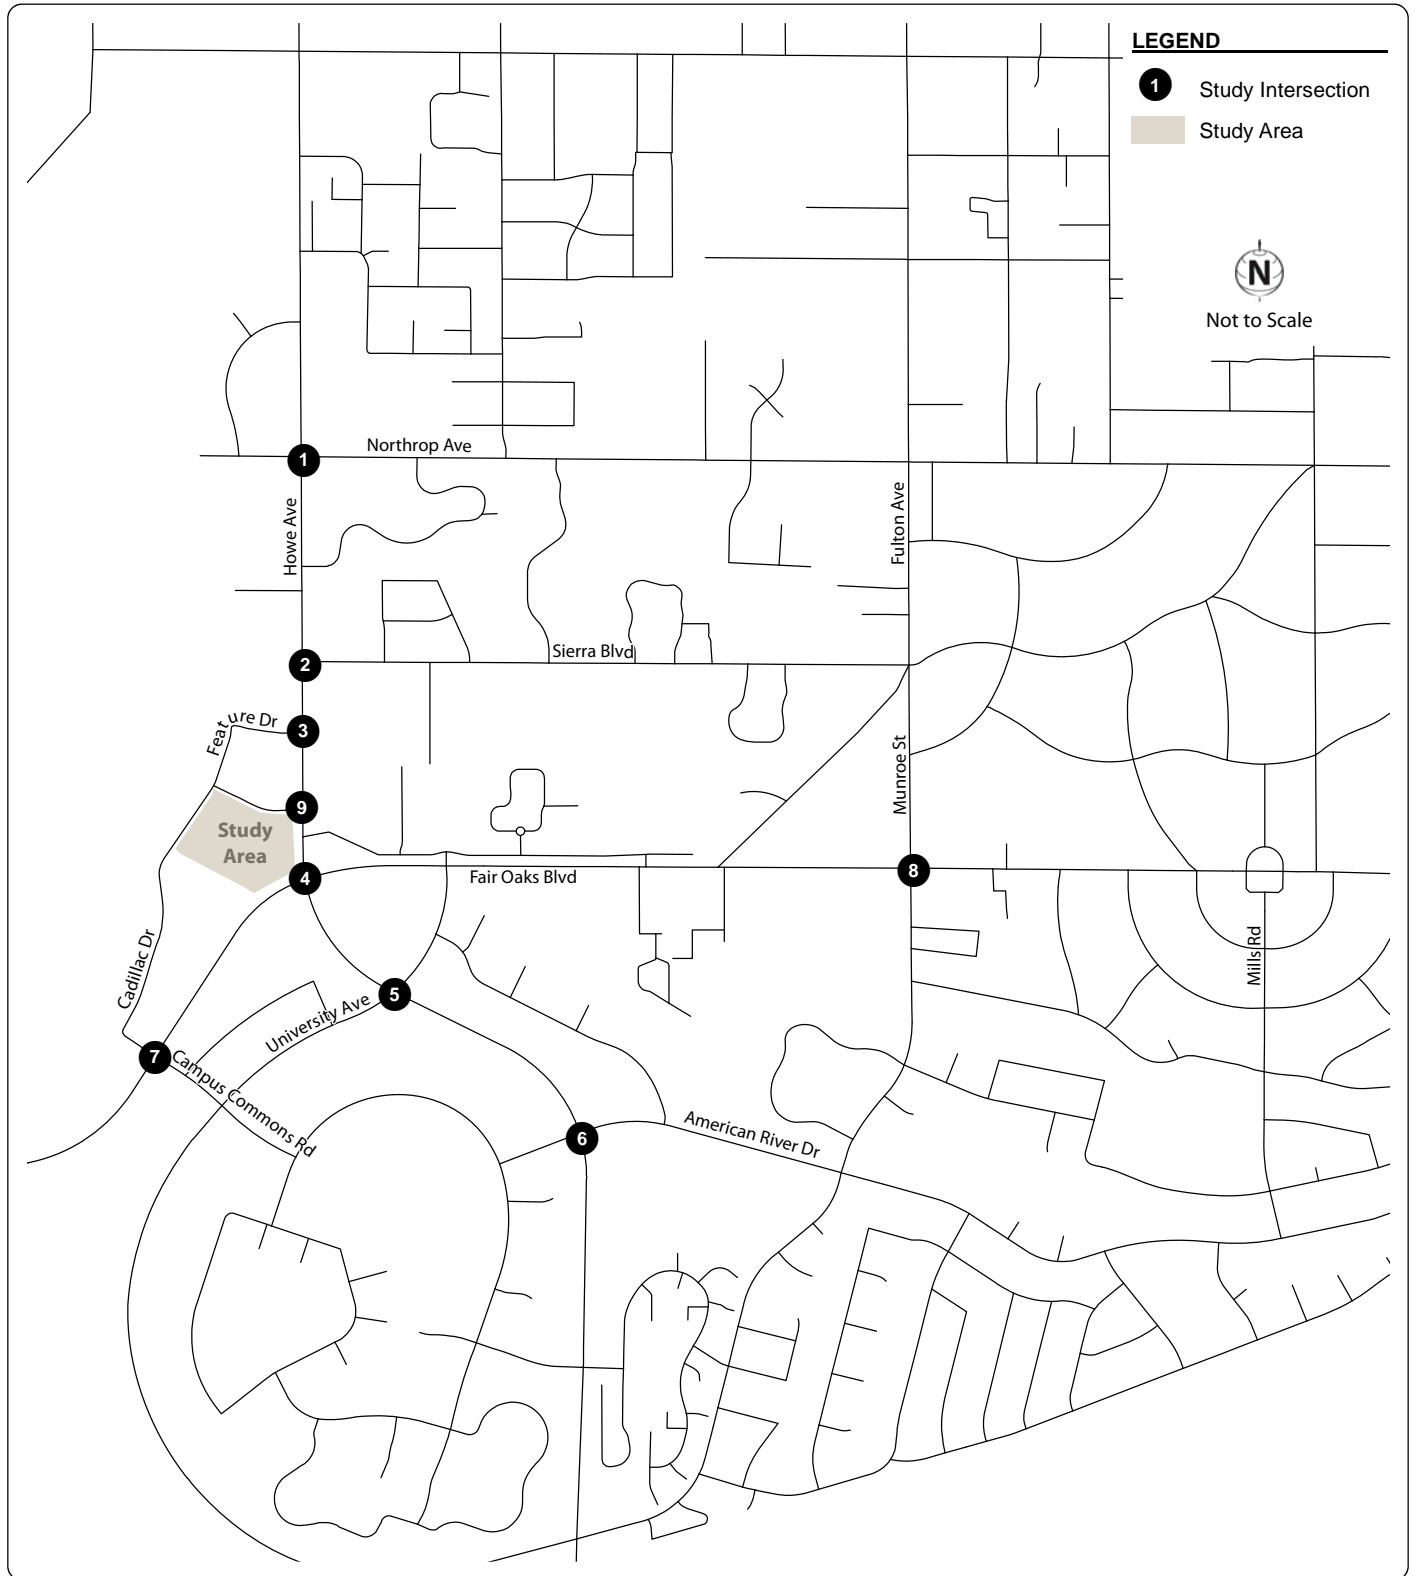 LEGEND
1 Study Intersection
Study Area
N
Not to Scale
Northrop Ave
1
Howe Ave
Fulton Ave
Sierra Blvd
2
Feature Dr
3
Munroe St
9
Study
Area
4
Fair Oaks Blvd
8
Cadillac Dr
Mills Rd
5
University Ave
7
Campus Commons Rd
6
American River Dr